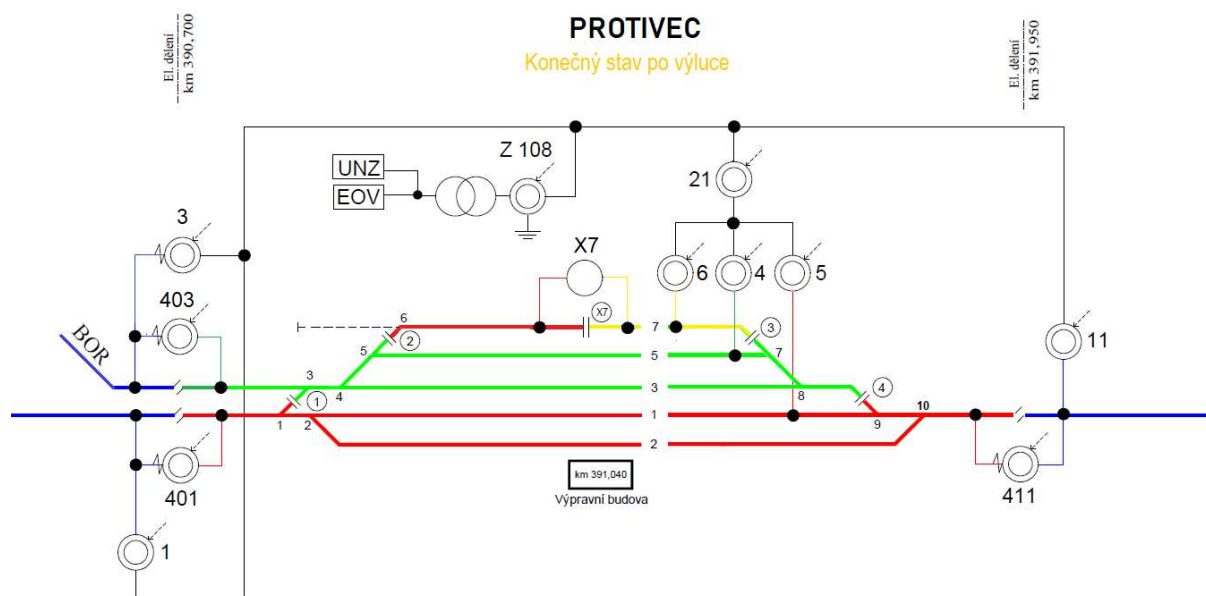 PROTIVEC
Konečný stav po výluce
El. dělení
km 390,700
El. dělení
km 391,950
UNZ
EOV
Z 108
21
3
X7
6
4
5
403
11
BOR
6
2
X7
7
3
5
5
7
3
4
3
8
4
1
1
2
1
9
10
2
401
km 391,040
Výpravní budova
411
1